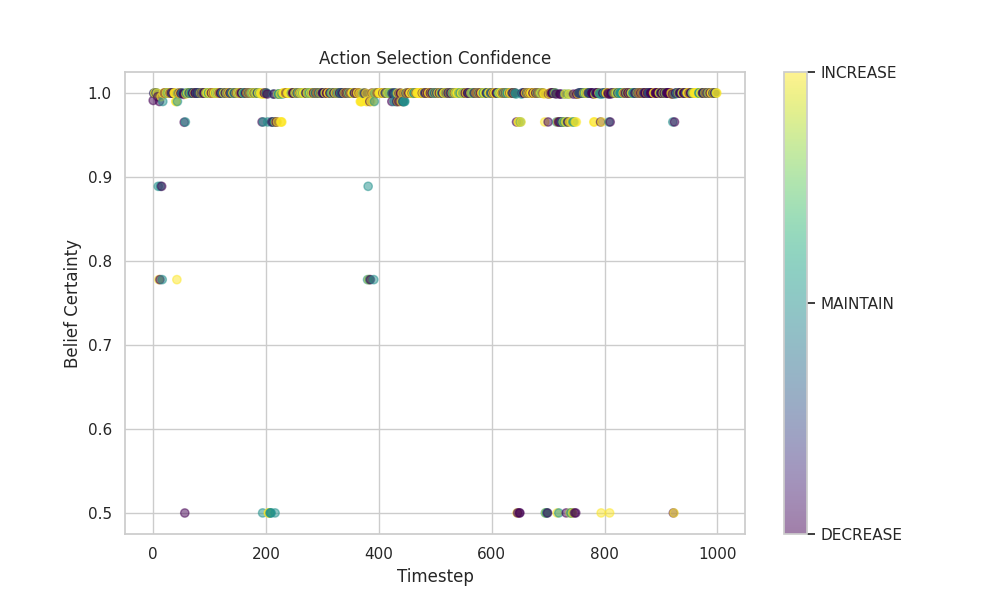 Action Selection Confidence
Belief Certainty
1.0
0.9
0.8
0.7
0.6
0.5
0
200
400
600
800
1000
Timestep
INCREASE
MAINTAIN
DECREASE